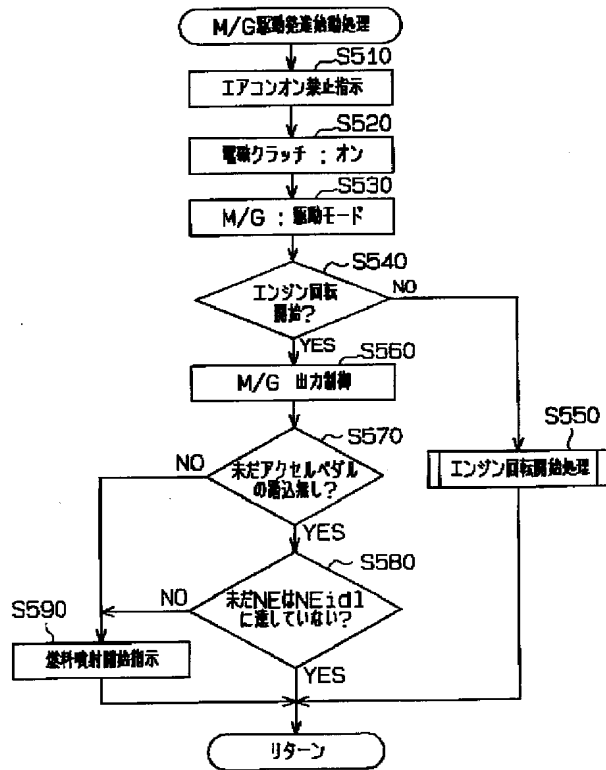 M/G駆動発進始動処理
S510
エアコンオン禁止指示
S520
電磁クラッチ : オン
S530
M/G : 駆動モード
S540
エンジン回転
開始?
NO
YES
S560
M/G 出力制御
S550
エンジン回転開始処理
S570
未だアクセルペダル
の踏込無し?
NO
YES
S580
未だNEはNEidl
に達していない?
NO
YES
S590
燃料噴射開始指示
リターン